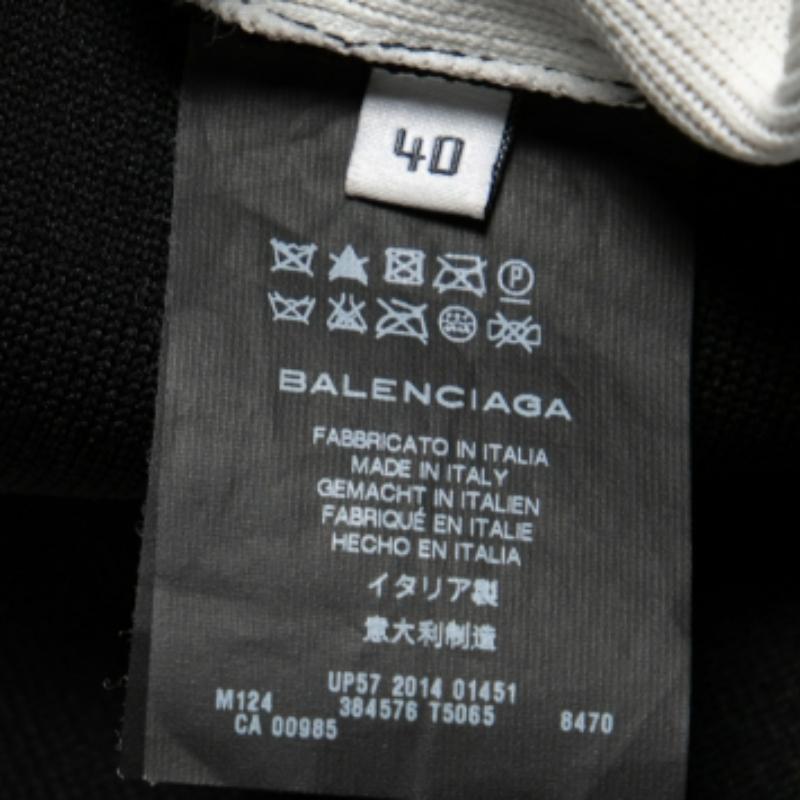 40
P
BALENCIAGA
FABBRICATO IN ITALIA
MADE IN ITALY
GEMACHT IN ITALIEN
FABRIQUÉ EN ITALIE
HECHO EN ITALIA
イタリア製
意大利制造
UP57 2014 01451
M124 384576 T5065 8470
CA 00985